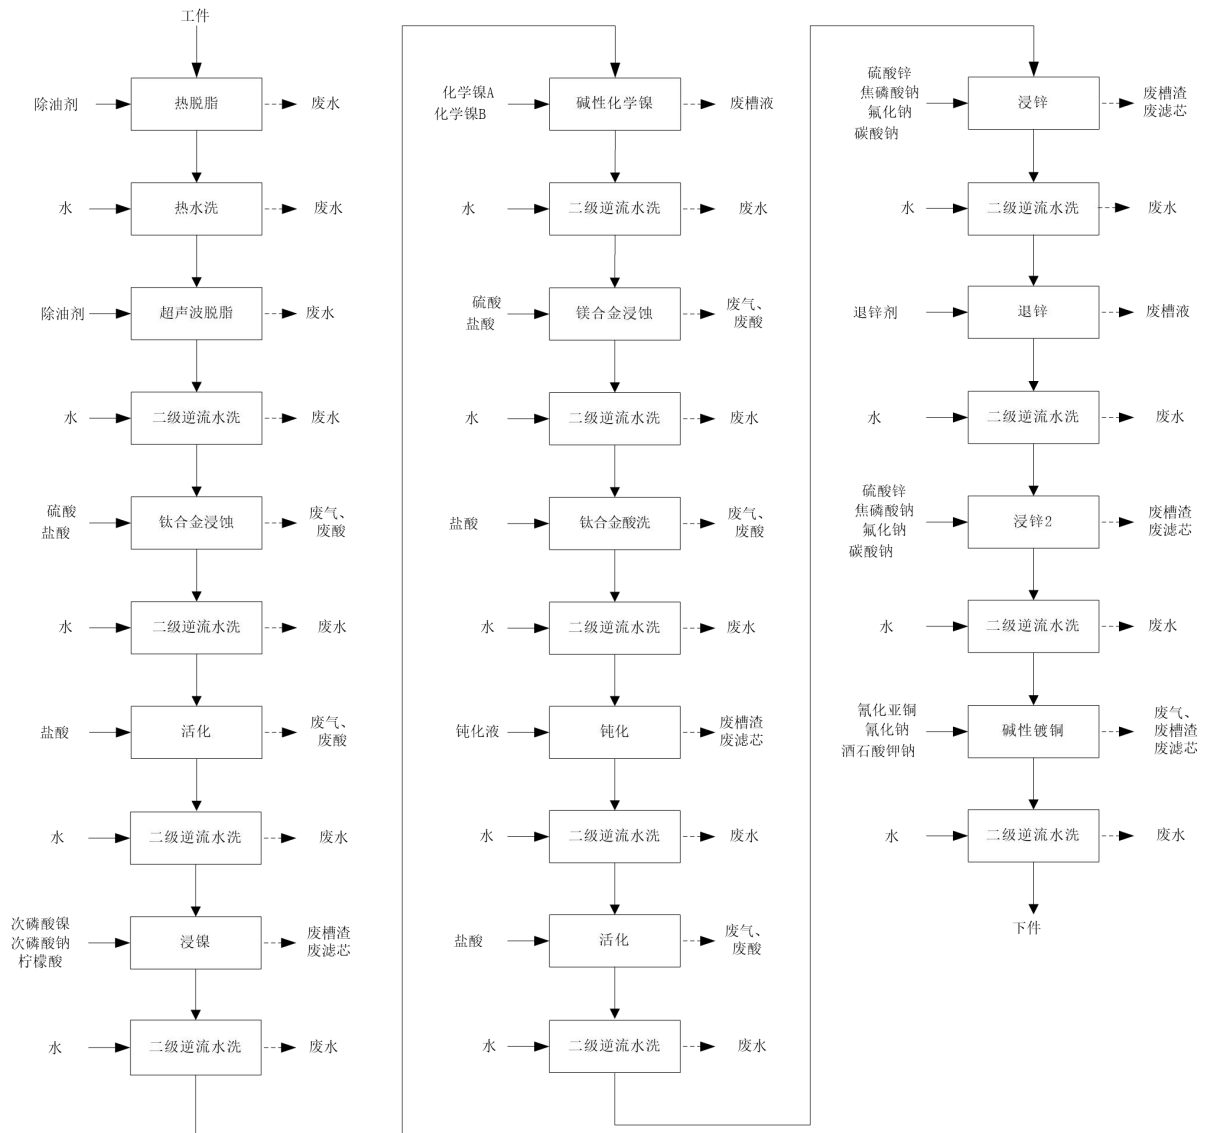 工件
除油剂
热脱脂
废水
水
热水洗
废水
除油剂
超声波脱脂
废水
水
二级逆流水洗
废水
硫酸
盐酸
钛合金浸蚀
废气、
废酸
水
二级逆流水洗
废水
盐酸
活化
废气、
废酸
水
二级逆流水洗
废水
次磷酸镍
次磷酸钠
柠檬酸
浸镍
废槽渣
废滤芯
水
二级逆流水洗
废水
化学镍A
化学镍B
碱性化学镍
废槽液
水
二级逆流水洗
废水
硫酸
盐酸
镁合金浸蚀
废气、
废酸
水
二级逆流水洗
废水
盐酸
钛合金酸洗
废气、
废酸
水
二级逆流水洗
废水
钝化液
钝化
废槽渣
废滤芯
水
二级逆流水洗
废水
盐酸
活化
废气、
废酸
水
二级逆流水洗
废水
硫酸锌
焦磷酸钠
氟化钠
碳酸钠
浸锌
废槽渣
废滤芯
水
二级逆流水洗
废水
退锌剂
退锌
废槽液
水
二级逆流水洗
废水
硫酸锌
焦磷酸钠
氟化钠
碳酸钠
浸锌2
废槽渣
废滤芯
水
二级逆流水洗
废水
氰化亚铜
氰化钠
酒石酸钾钠
碱性镀铜
废气、
废槽渣
废滤芯
水
二级逆流水洗
废水
下件